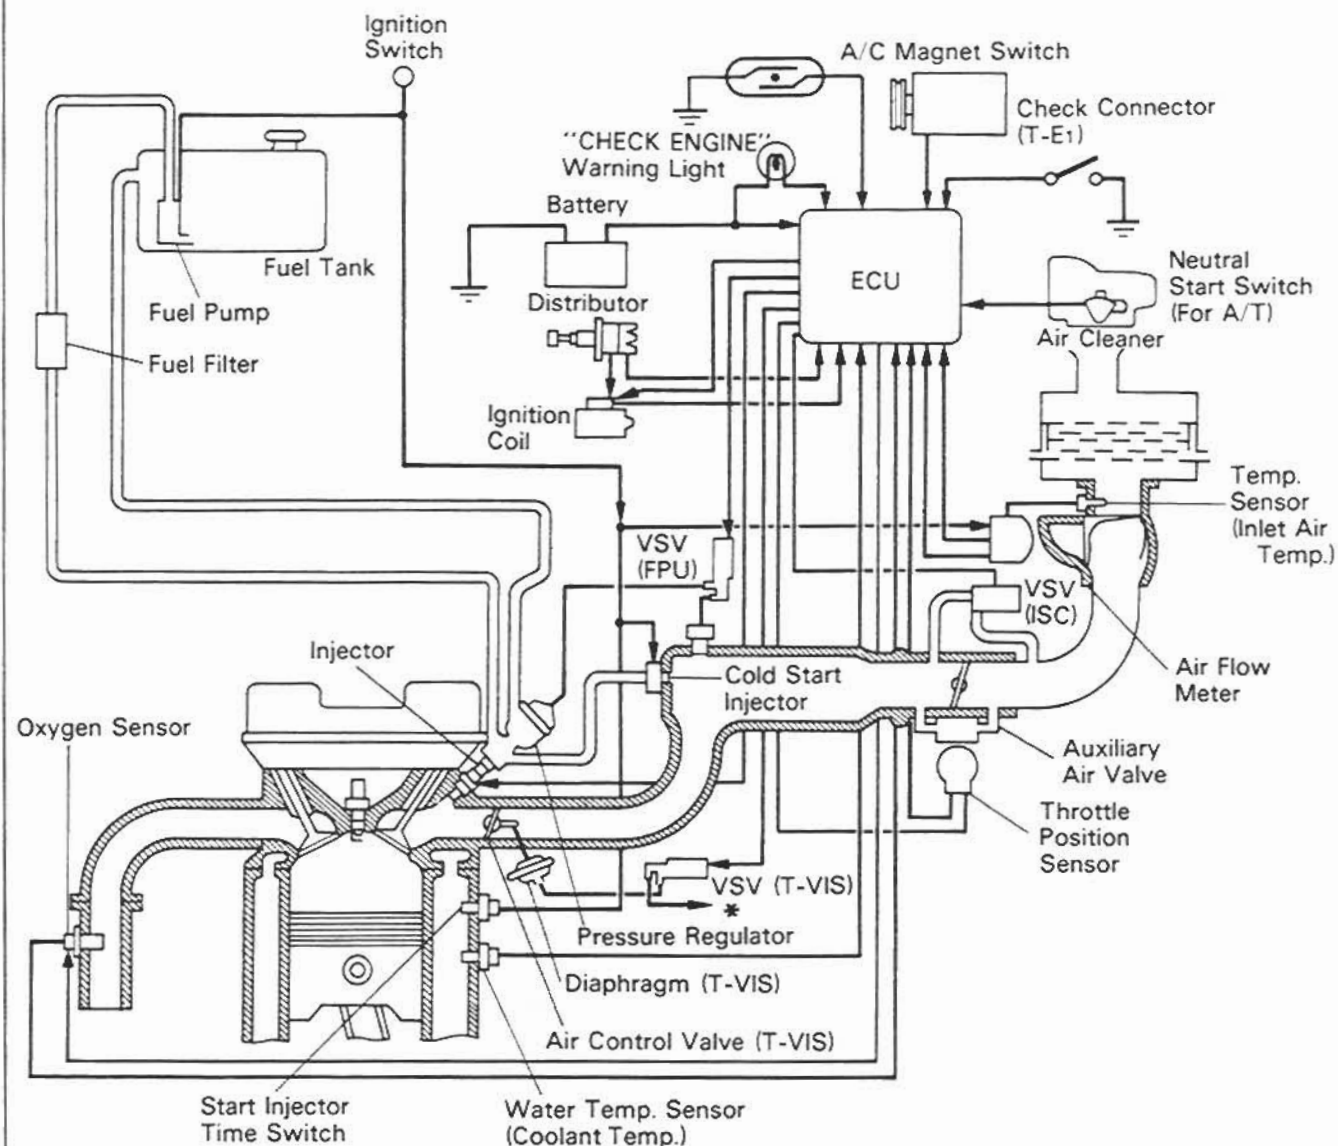 Ignition
Switch
A/C Magnet Switch
Check Connector
(T-E1)
"CHECK ENGINE"
Warning Light
Battery
Fuel Tank
ECU
Neutral
Start Switch
(For A/T)
Distributor
Fuel Pump
Air Cleaner
Fuel Filter
Ignition
Coil
Temp.
Sensor
(Inlet Air
Temp.)
VSV
(FPU)
VSV
(ISC)
Injector
Cold Start
Injector
Air Flow
Meter
Oxygen Sensor
Auxiliary
Air Valve
Throttle
Position
Sensor
VSV (T-VIS)
*
Pressure Regulator
Diaphragm (T-VIS)
Air Control Valve (T-VIS)
Start Injector
Time Switch
Water Temp. Sensor
(Coolant Temp.)